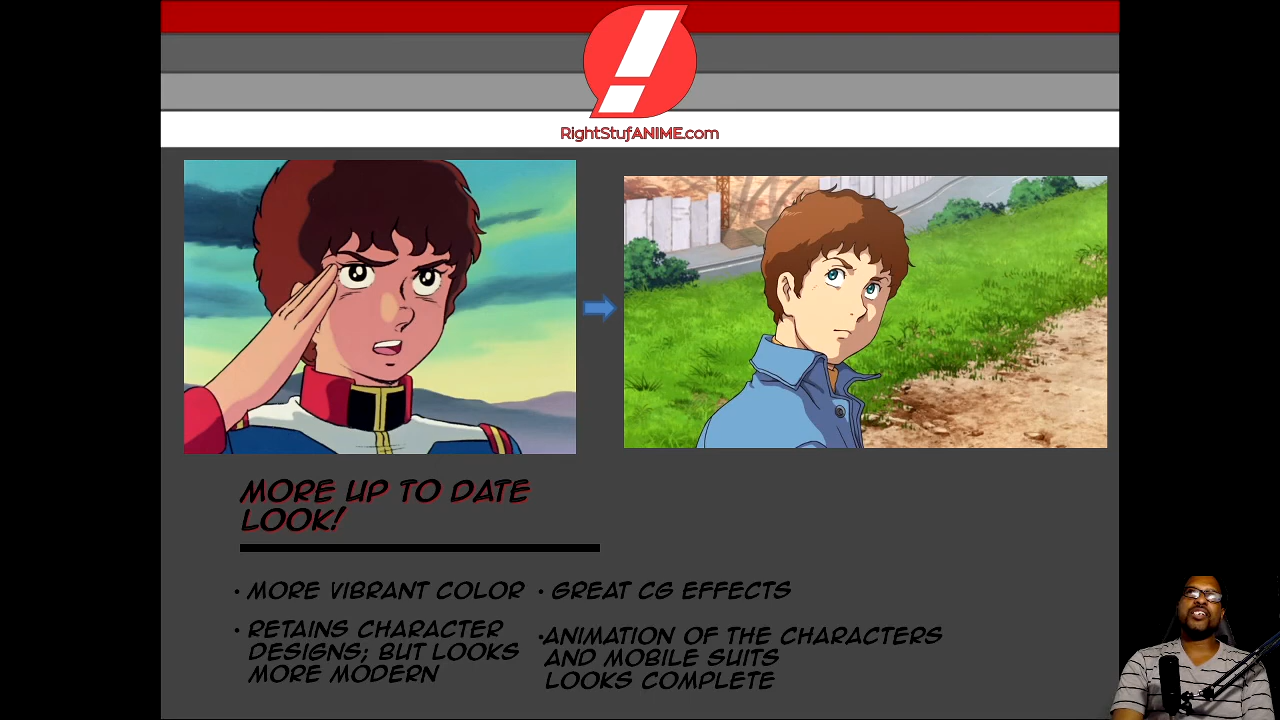 RightStufANIME.com
MORE UP TO DATE
LOOK!
• MORE VIBRANT COLOR
• RETAINS CHARACTER
DESIGNS; BUT LOOKS
MORE MODERN
• GREAT CG EFFECTS
•ANIMATION OF THE CHARACTERS
AND MOBILE SUITS
LOOKS COMPLETE